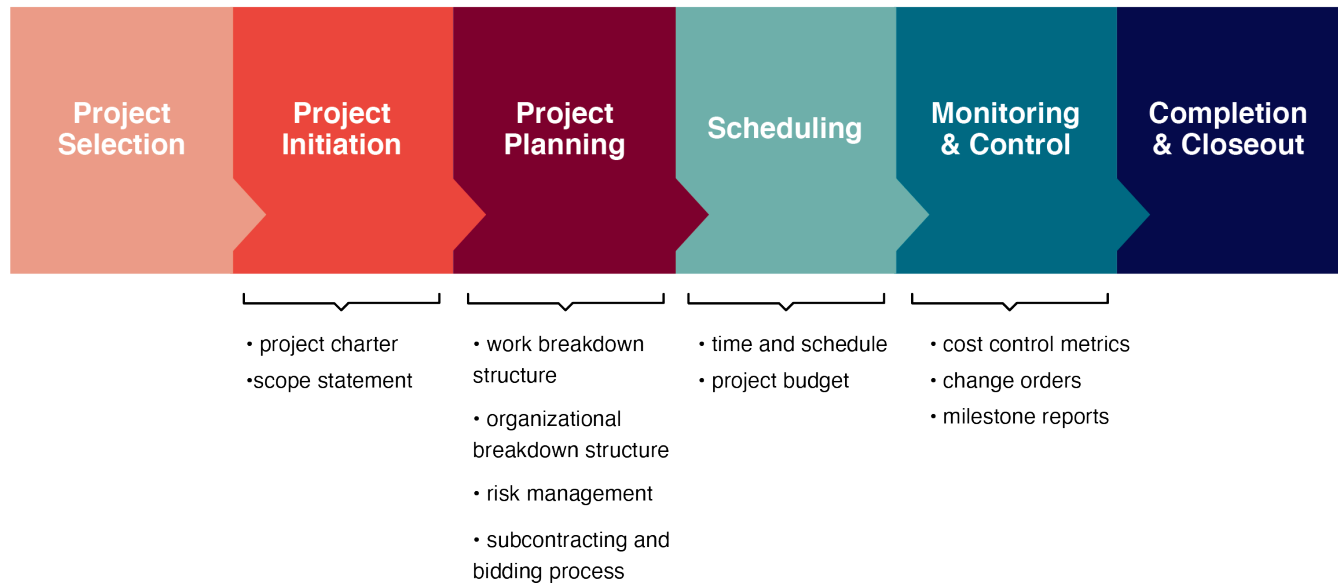 Project
Selection
Project
Initiation
Project
Planning
Scheduling
Monitoring
& Control
Completion
& Closeout
• project charter
•scope statement
• work breakdown
structure
• organizational
breakdown structure
• risk management
• subcontracting and
bidding process
• time and schedule
• project budget
• cost control metrics
• change orders
• milestone reports